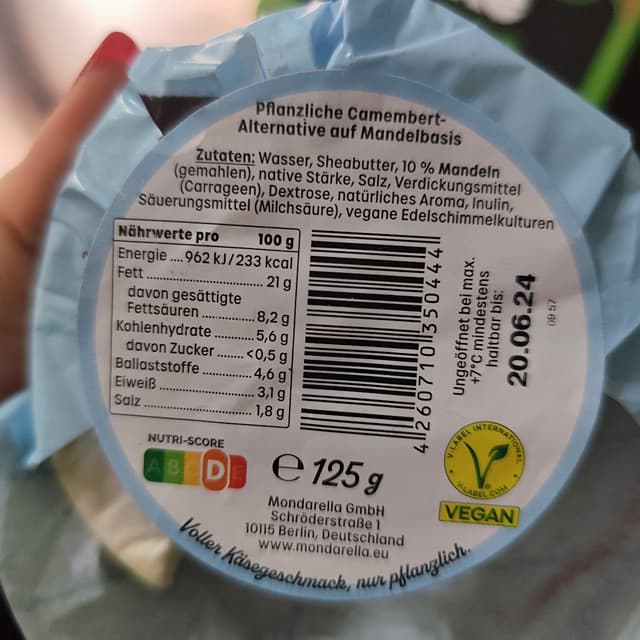 Pflanzliche Camembert-
Alternative auf Mandelbasis
Zutaten: Wasser, Sheabutter, 10 % Mandeln
(gemahlen), native Stärke, Salz, Verdickungsmittel
(Carrageen), Dextrose, natürliches Aroma, Inulin,
Säuerungsmittel (Milchsäure), vegane Edelschimmelkulturen
Nährwerte pro 100 g
Energie .... 962 kJ/233 kcal
Fett .... 21 g
davon gesättigte
Fettsäuren .... 8,2 g
Kohlenhydrate .... 5,6 g
davon Zucker .... <0,5 g
Ballaststoffe .... 4,6 g
Eiweiß .... 3,1 g
Salz .... 1,8 g
4 260710 350444
Ungeöffnet bei max.
+7°C mindestens
haltbar bis:
20.06.24
09:57
NUTRI-SCORE
A B C D E
e 125 g
Mondarella GmbH
Schröderstraße 1
10115 Berlin, Deutschland
www.mondarella.eu
V-LABEL INTERNATIONAL
V-LABEL.COM
VEGAN
Voller Käsegeschmack, nur pflanzlich.